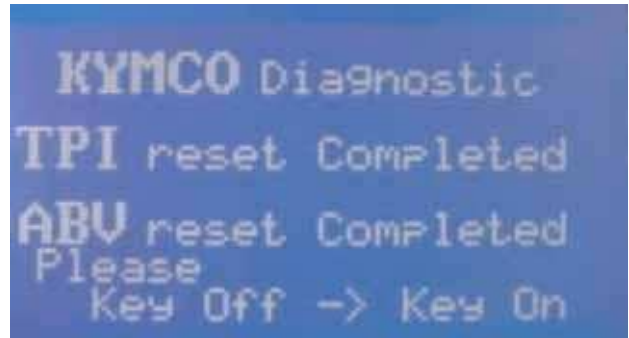 KYMCO Diagnostic
TPI reset Completed
ABV reset Completed
Please
Key Off -> Key On